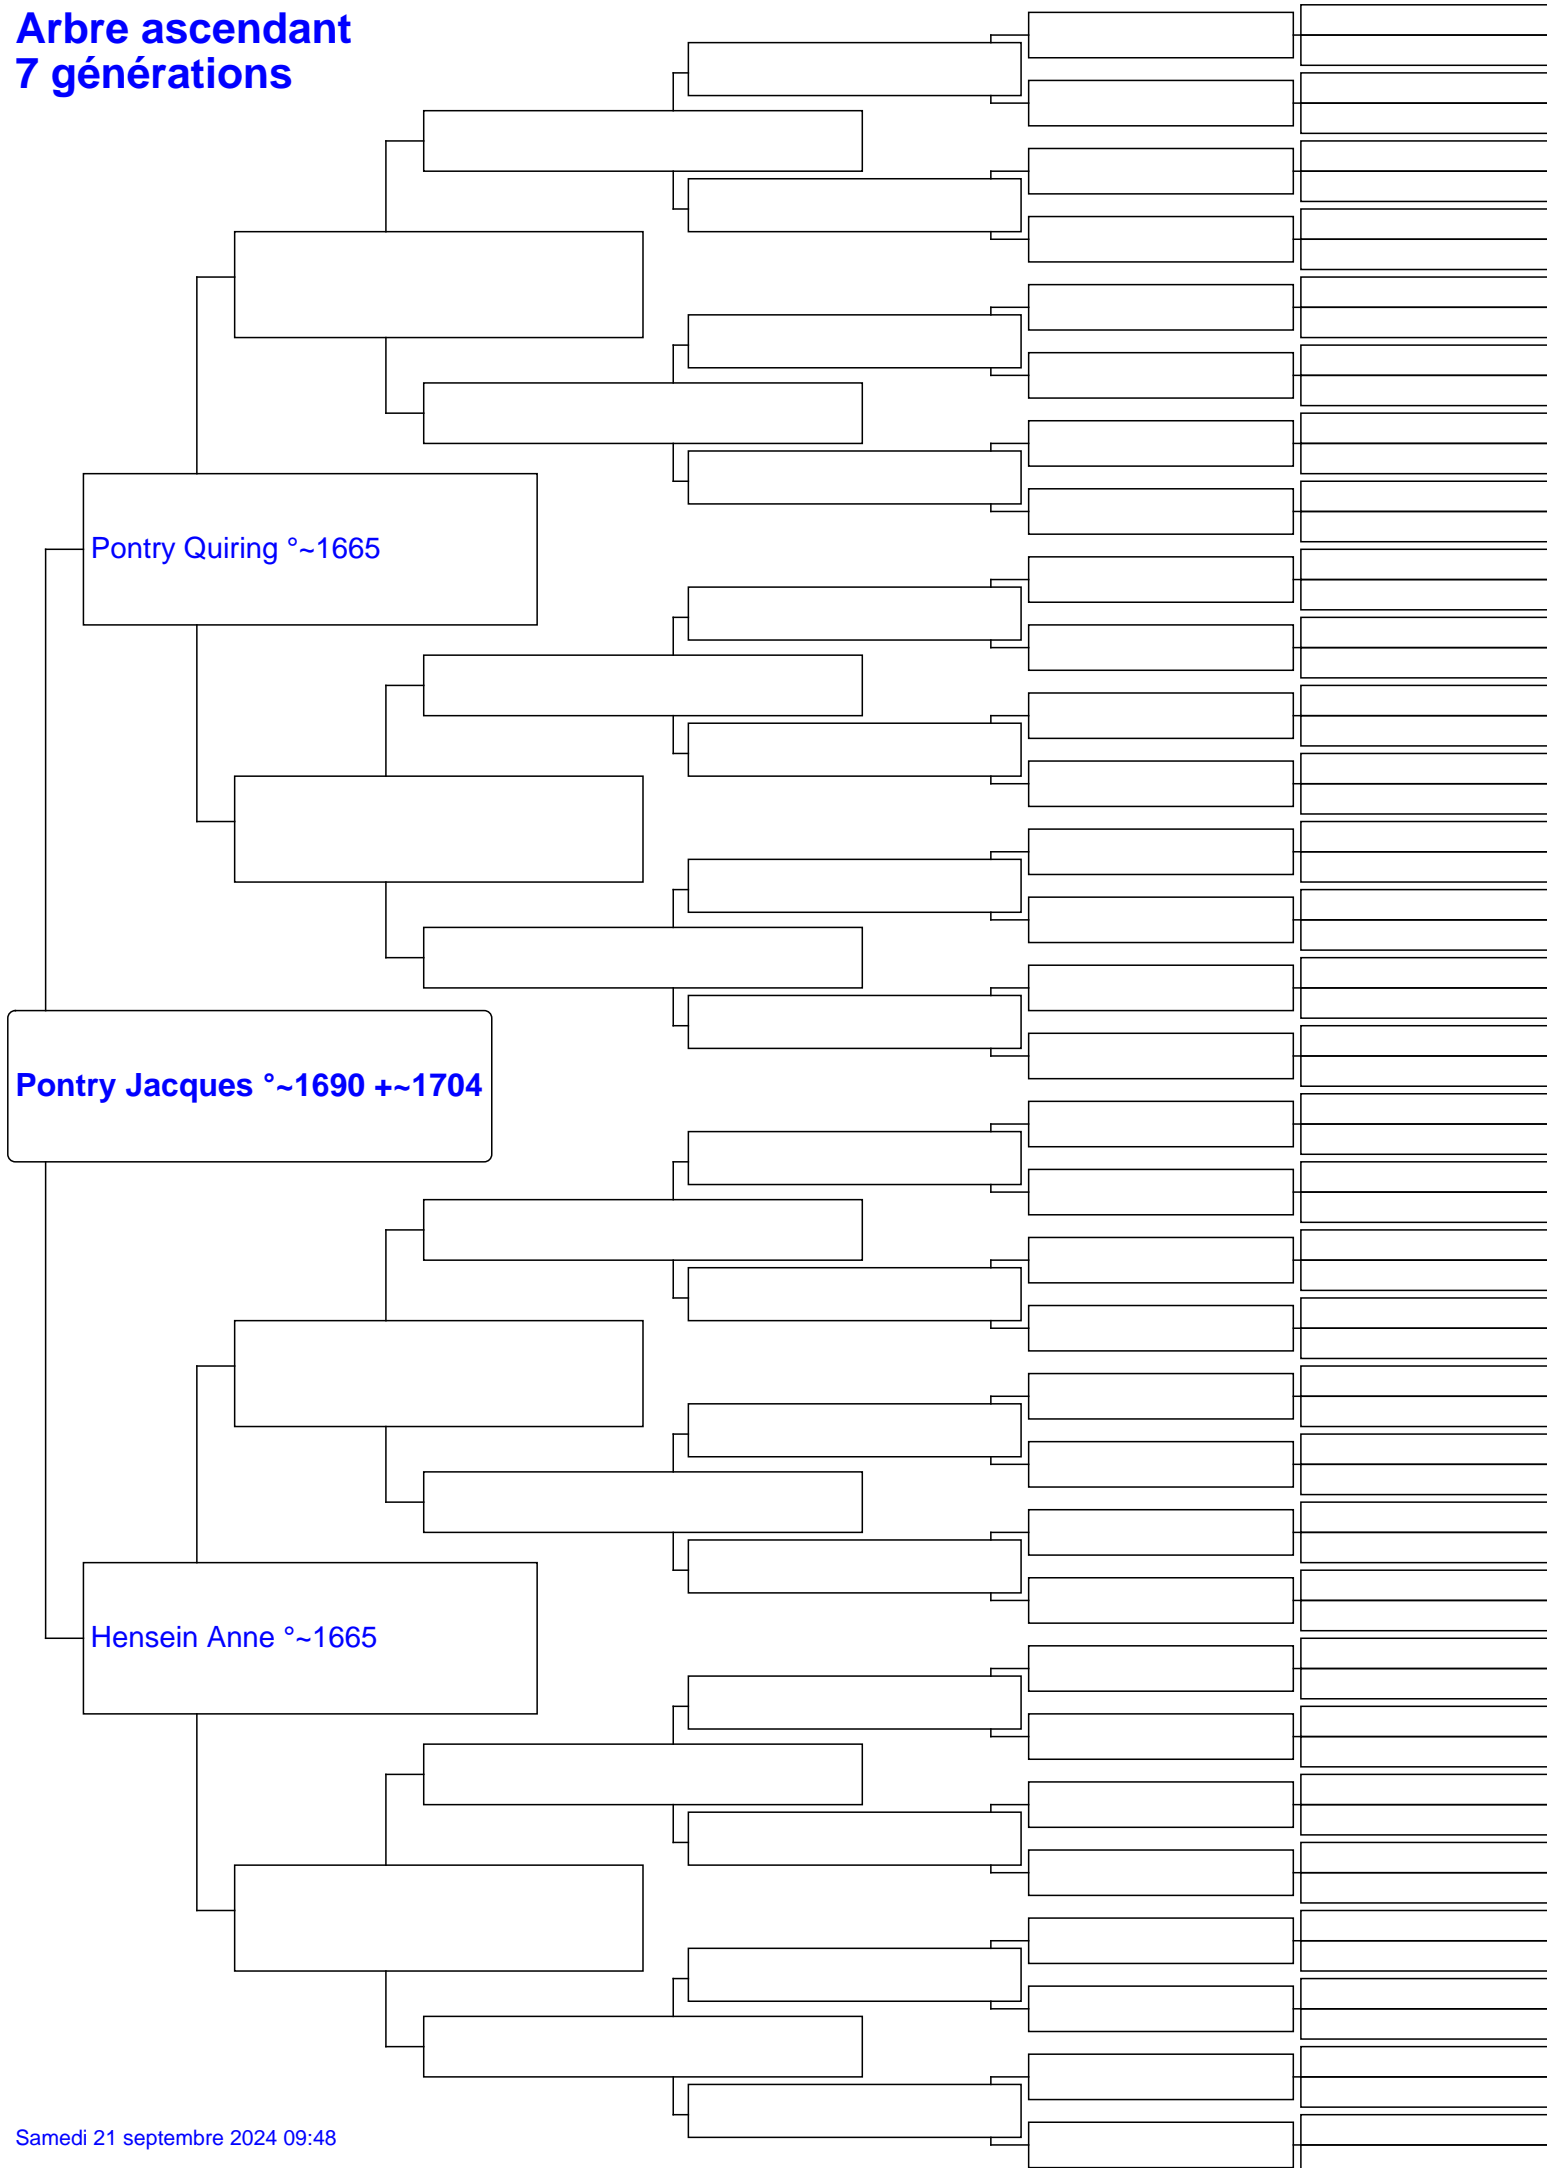 Arbre ascendant
7 générations
Pontry Quiring °~1665
Pontry Jacques °~1690 +~1704
Hensein Anne °~1665
Samedi 21 septembre 2024 09:48